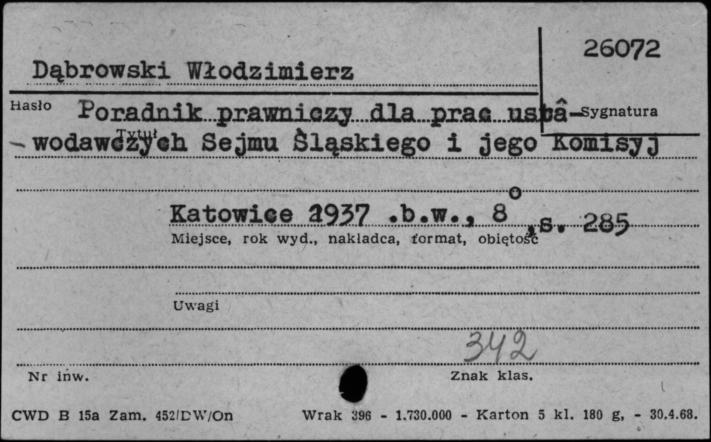 26072
Dąbrowski Włodzimierz
Hasło Poradnik prawniczy dla prac ustâ- Sygnatura
Tytuł
- wodawczych Sejmu Śląskiego i jego Komisyj
Katowice 1937 .b.w., 8° ,s. 285
Miejsce, rok wyd., nakładca, format, objętość
Uwagi
342
Nr inw. Znak klas.
CWD B 15a Zam. 452/DW/On Wrak 396 - 1.730.000 - Karton 5 kl. 180 g, - 30.4.68.